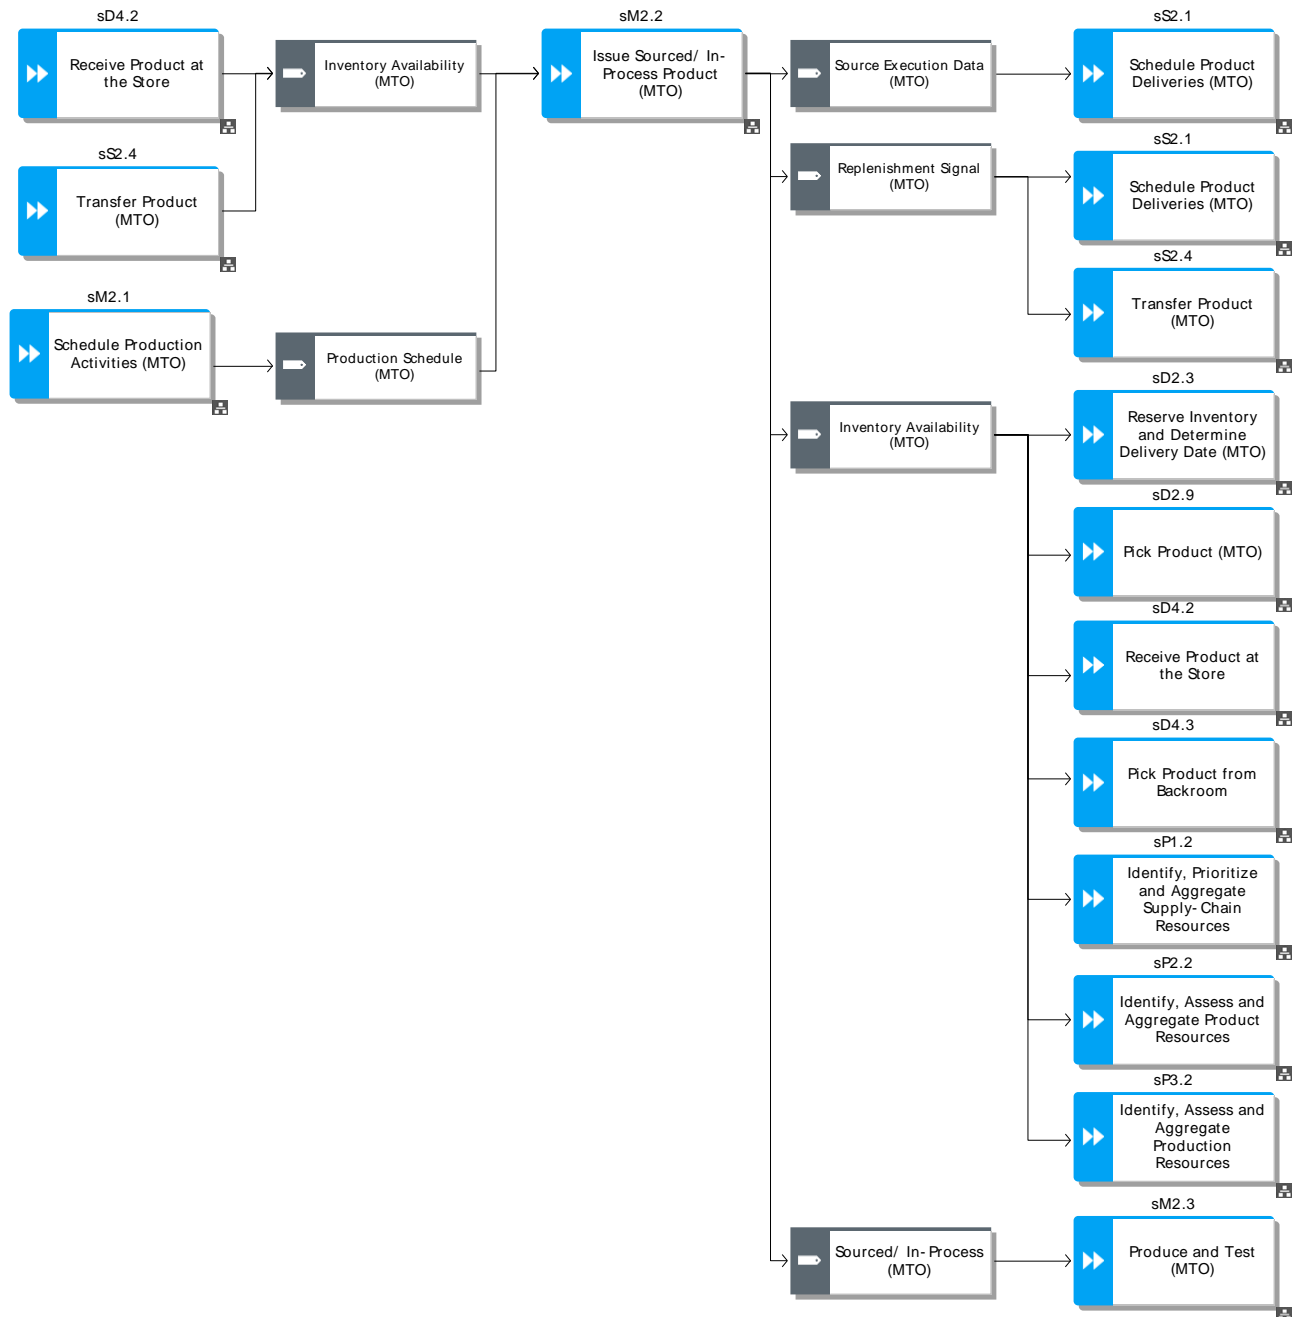 sD4.2
Receive Product at
the Store
sS2.4
Transfer Product
(MTO)
sM2.1
Schedule Production
Activities (MTO)
Inventory Availability
(MTO)
Production Schedule
(MTO)
sM2.2
Issue Sourced/ In-
Process Product
(MTO)
Source Execution Data
(MTO)
Replenishment Signal
(MTO)
Inventory Availability
(MTO)
Sourced/ In-Process
(MTO)
sS2.1
Schedule Product
Deliveries (MTO)
sS2.1
Schedule Product
Deliveries (MTO)
sS2.4
Transfer Product
(MTO)
sD2.3
Reserve Inventory
and Determine
Delivery Date (MTO)
sD2.9
Pick Product (MTO)
sD4.2
Receive Product at
the Store
sD4.3
Pick Product from
Backroom
sP1.2
Identify, Prioritize
and Aggregate
Supply-Chain
Resources
sP2.2
Identify, Assess and
Aggregate Product
Resources
sP3.2
Identify, Assess and
Aggregate
Production
Resources
sM2.3
Produce and Test
(MTO)